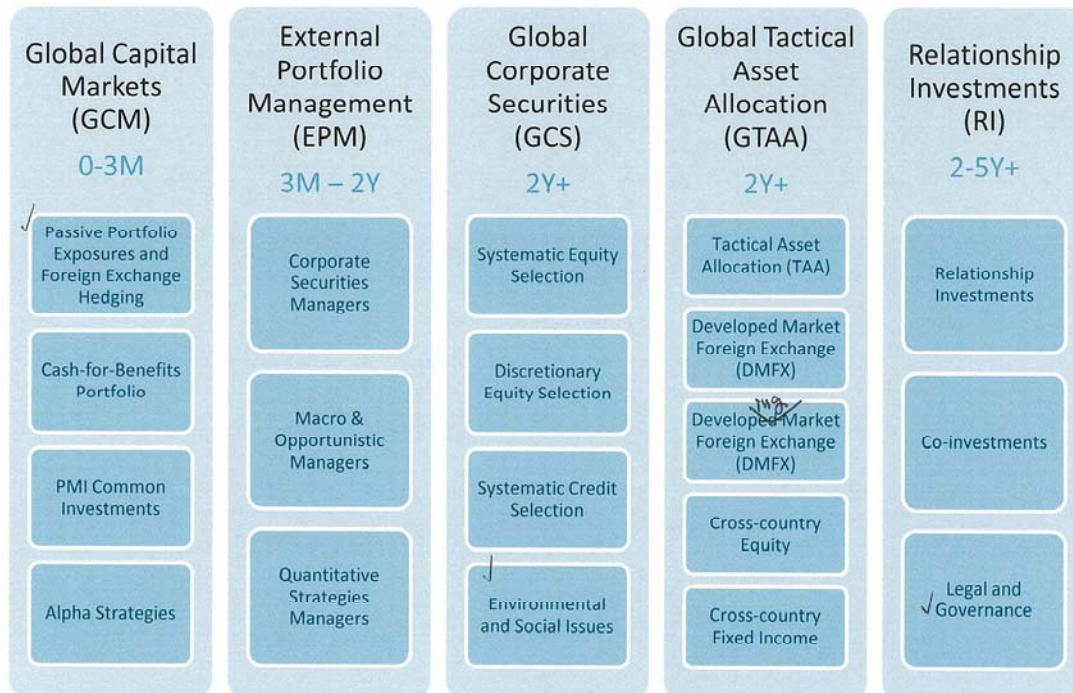 Global Capital
Markets
(GCM)
0-3M
✓
Passive Portfolio
Exposures and
Foreign Exchange
Hedging
Cash-for-Benefits
Portfolio
PMI Common
Investments
Alpha Strategies
External
Portfolio
Management
(EPM)
3M – 2Y
Corporate
Securities
Managers
Macro &
Opportunistic
Managers
Quantitative
Strategies
Managers
Global
Corporate
Securities
(GCS)
2Y+
Systematic Equity
Selection
Discretionary
Equity Selection
Systematic Credit
Selection
✓
Environmental
and Social Issues
Global Tactical
Asset
Allocation
(GTAA)
2Y+
Tactical Asset
Allocation (TAA)
Developed Market
Foreign Exchange
(DMFX)
ing
Developed Market
Foreign Exchange
(DMFX)
Cross-country
Equity
Cross-country
Fixed Income
Relationship
Investments
(RI)
2-5Y+
Relationship
Investments
Co-investments
Legal and
✓ Governance